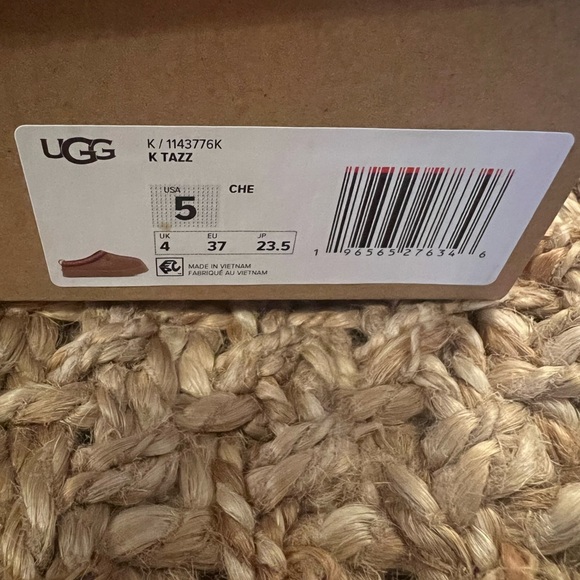 UGG
K / 1143776K
K TAZZ
USA
5
CHE
UK EU JP
4 37 23.5
MADE IN VIETNAM
FABRIQUÉ AU VIETNAM
1 96565 27634 6